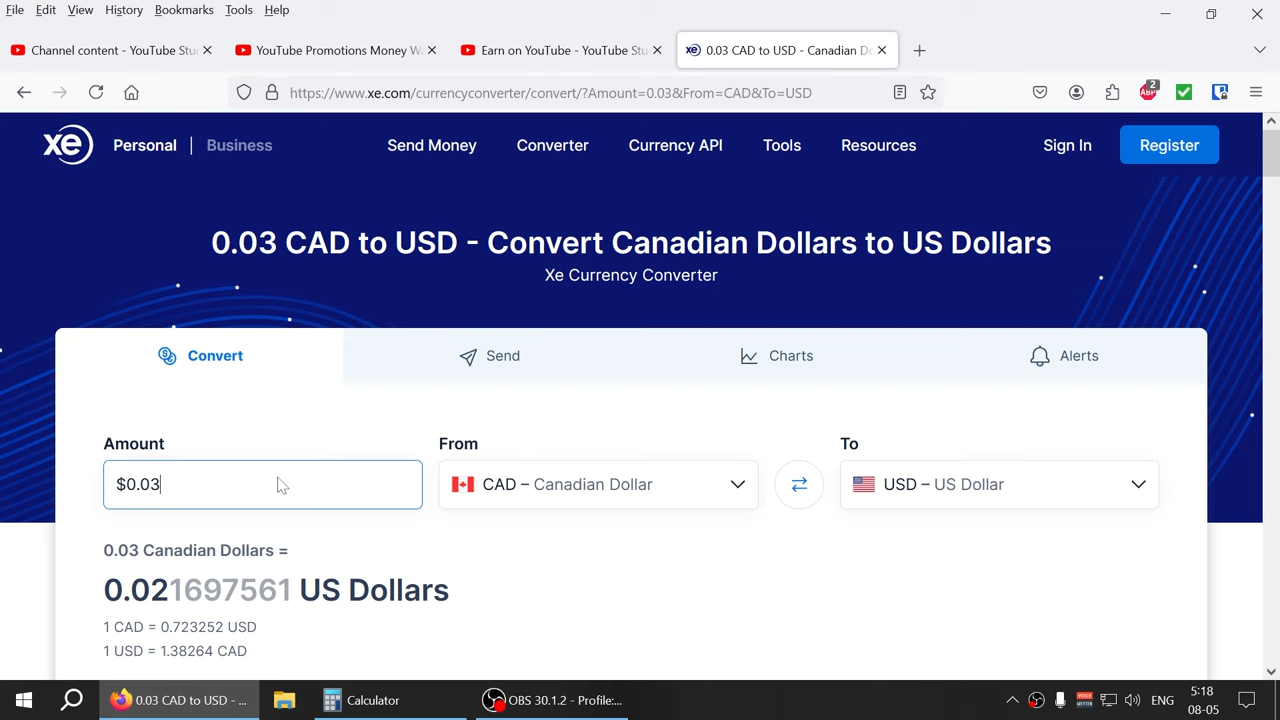 File Edit View History Bookmarks Tools Help
Channel content - YouTube Stu
YouTube Promotions Money W
Earn on YouTube - YouTube Stu
xe 0.03 CAD to USD - Canadian Do
https://www.xe.com/currencyconverter/convert/?Amount=0.03&From=CAD&To=USD
ABP 2
xe Personal Business Send Money Converter Currency API Tools Resources Sign In Register
0.03 CAD to USD - Convert Canadian Dollars to US Dollars
Xe Currency Converter
Convert Send Charts Alerts
Amount From To
$0.03 CAD – Canadian Dollar USD – US Dollar
0.03 Canadian Dollars =
0.021697561 US Dollars
1 CAD = 0.723252 USD
1 USD = 1.38264 CAD
0.03 CAD to USD - ... Calculator OBS 30.1.2 - Profile:... ENG 5:18
08-05